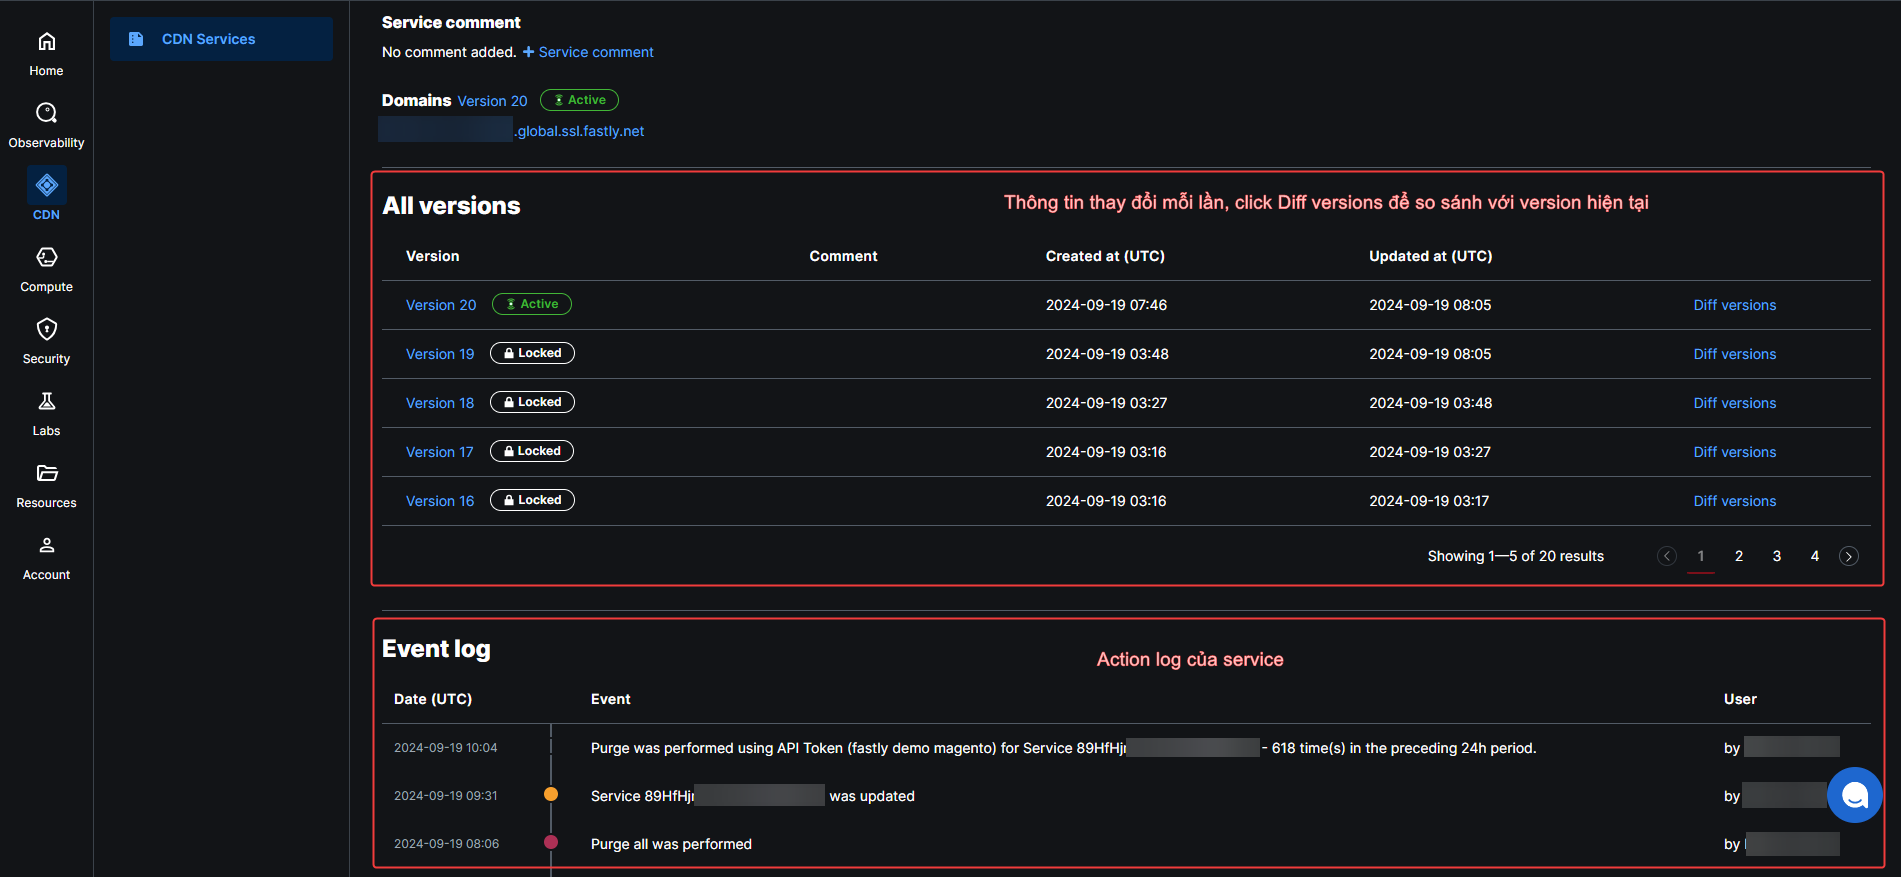 Home
Observability
CDN
Compute
Security
Labs
Resources
Account
CDN Services
Service comment
No comment added. + Service comment
Domains Version 20 Active
.global.ssl.fastly.net
All versions
Thông tin thay đổi mỗi lần, click Diff versions để so sánh với version hiện tại
Version Comment Created at (UTC) Updated at (UTC)
Version 20 Active 2024-09-19 07:46 2024-09-19 08:05 Diff versions
Version 19 Locked 2024-09-19 03:48 2024-09-19 08:05 Diff versions
Version 18 Locked 2024-09-19 03:27 2024-09-19 03:48 Diff versions
Version 17 Locked 2024-09-19 03:16 2024-09-19 03:27 Diff versions
Version 16 Locked 2024-09-19 03:16 2024-09-19 03:17 Diff versions
Showing 1—5 of 20 results 1 2 3 4
Event log
Action log của service
Date (UTC) Event User
2024-09-19 10:04 Purge was performed using API Token (fastly demo magento) for Service 89HfHj - 618 time(s) in the preceding 24h period. by
2024-09-19 09:31 Service 89HfHj was updated by
2024-09-19 08:06 Purge all was performed by